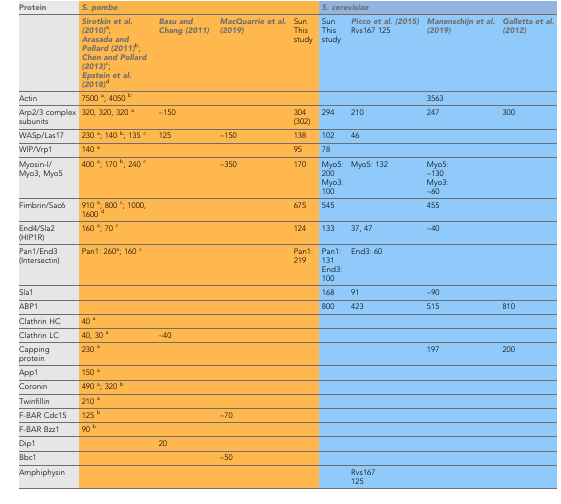 Protein S. pombe S. cerevisiae
Sirotkin et al. (2010)a; Arasada and Pollard (2011)b; Chen and Pollard (2013)c; Epstein et al. (2018)d Basu and Chang (2011) MacQuarrie et al. (2019) Sun This study Sun This study Picco et al. (2015) Rvs167 125 Manenschijn et al. (2019) Galletta et al. (2012)
Actin 7500 a; 4050 b 3563
Arp2/3 complex subunits 320, 320, 320 a ~150 304 (302) 294 210 247 300
WASp/Las17 230 a; 140 b; 135 c 125 ~150 138 102 46
WIP/Vrp1 140 a 95 78
Myosin-I/ Myo3, Myo5 400 a; 170 b; 240 c ~350 170 Myo5: 200 Myo3: 100 Myo5: 132 Myo5: ~130 Myo3: ~60
Fimbrin/Sac6 910 a; 800 c; 1000, 1600 d 675 545 455
End4/Sla2 (HIP1R) 160 a; 70 c 124 133 37, 47 ~40
Pan1/End3 (Intersectin) Pan1: 260a; 160 c Pan1: 219 Pan1: 131 End3: 100 End3: 60
Sla1 168 91 ~90
ABP1 800 423 515 810
Clathrin HC 40 a
Clathrin LC 40, 30 a ~40
Capping protein 230 a 197 200
App1 150 a
Coronin 490 a; 320 b
Twinfillin 210 a
F-BAR Cdc15 125 b ~70
F-BAR Bzz1 90 b
Dip1 20
Bbc1 ~50
Amphiphysin Rvs167 125